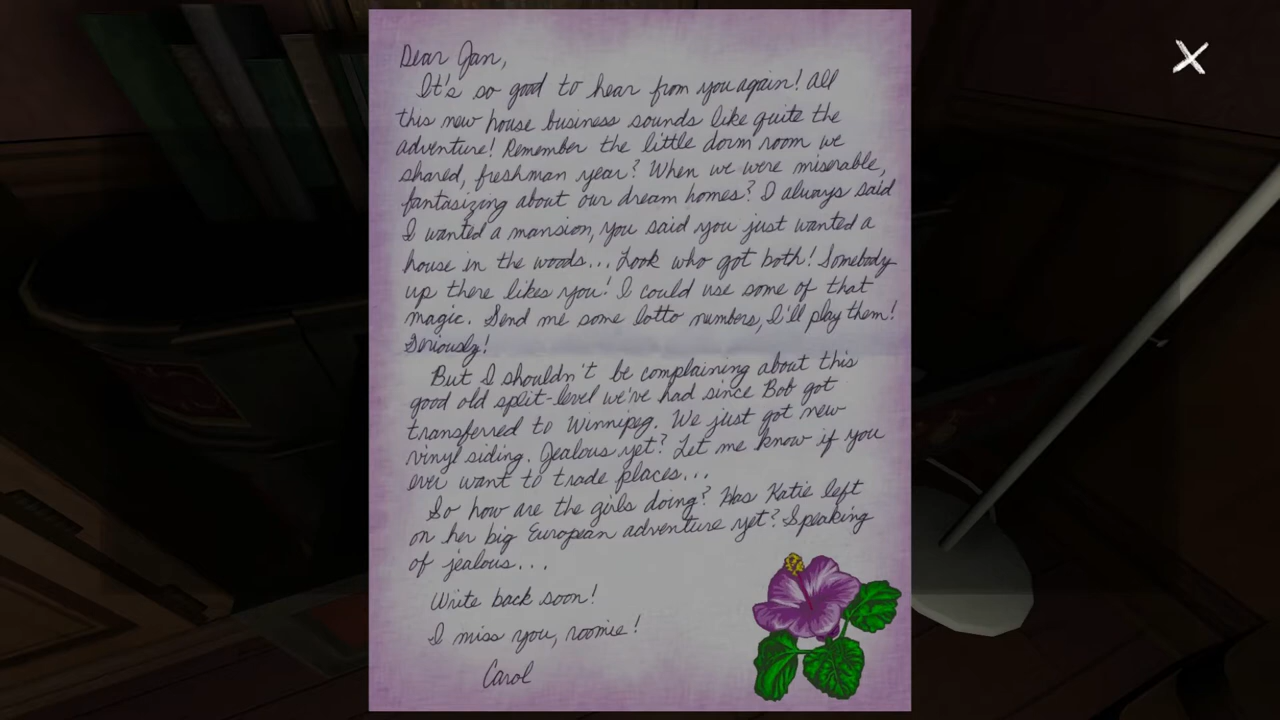 Dear Jan,
It's so good to hear from you again! All
this new house business sounds like quite the
adventure! Remember the little dorm room we
shared, freshman year? When we were miserable,
fantasizing about our dream homes? I always said
I wanted a mansion, you said you just wanted a
house in the woods... Look who got both! Somebody
up there likes you! I could use some of that
magic. Send me some lotto numbers, I'll play them!
Seriously!
But I shouldn't be complaining about this
good old split-level we've had since Bob got
transferred to Winnipeg. We just got new
vinyl siding. Jealous yet? Let me know if you
ever want to trade places...
So how are the girls doing? Has Katie left
on her big European adventure yet? Speaking
of jealous...
Write back soon!
I miss you, roomie!
Carol